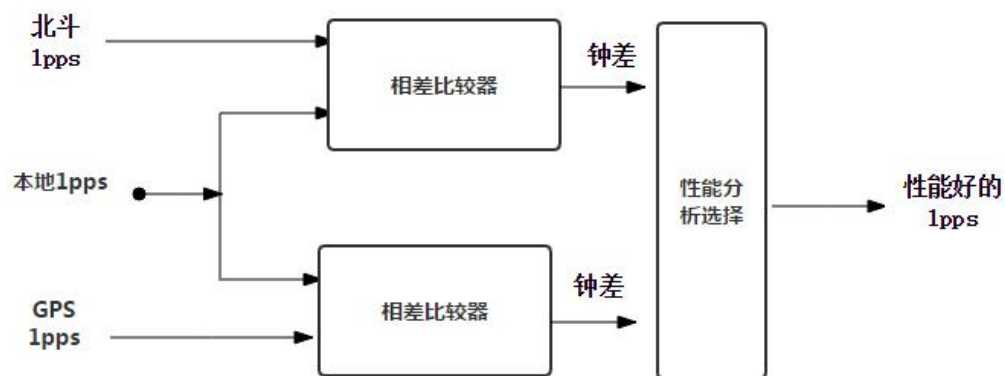 北斗
1pps
相差比较器
钟差
本地1pps
性能分
析选择
性能好的
1pps
GPS
1pps
相差比较器
钟差